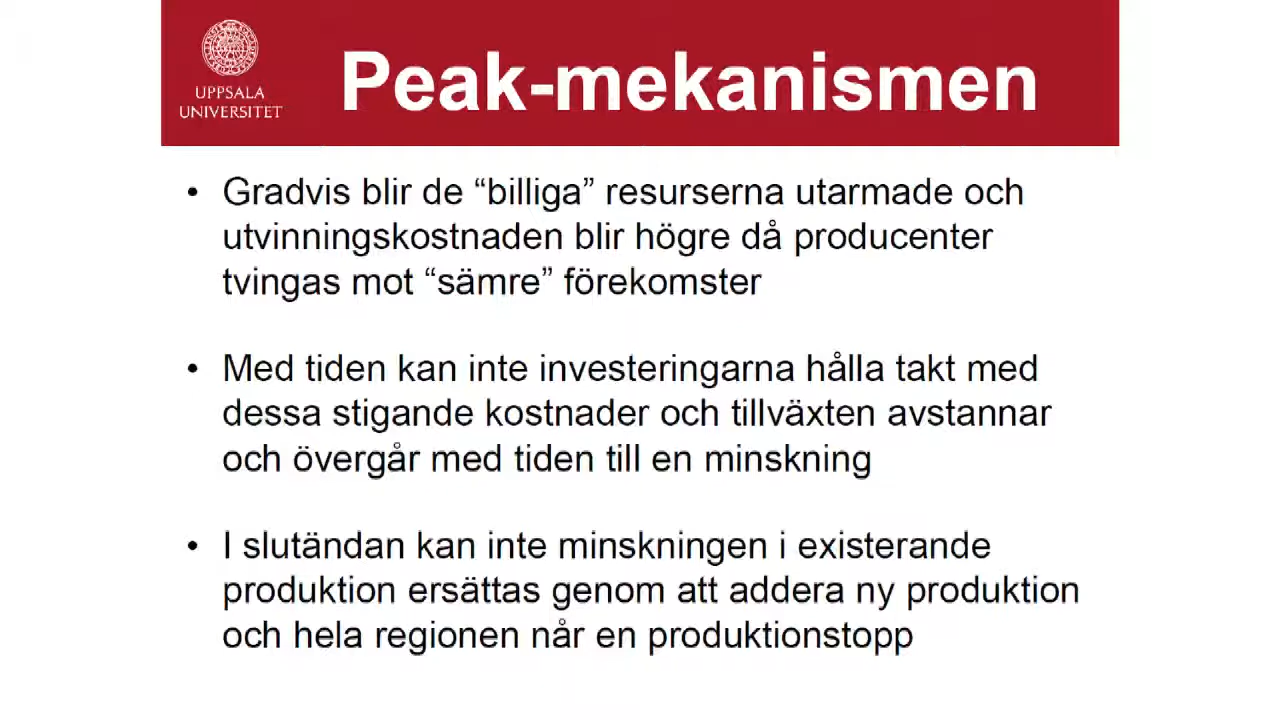 UPPSALA
UNIVERSITET
Peak-mekanismen
• Gradvis blir de “billiga” resurserna utarmade och
utvinningskostnaden blir högre då producenter
tvingas mot “sämre” förekomster
• Med tiden kan inte investeringarna hålla takt med
dessa stigande kostnader och tillväxten avstannar
och övergår med tiden till en minskning
• I slutändan kan inte minskningen i existerande
produktion ersättas genom att addera ny produktion
och hela regionen når en produktionstopp